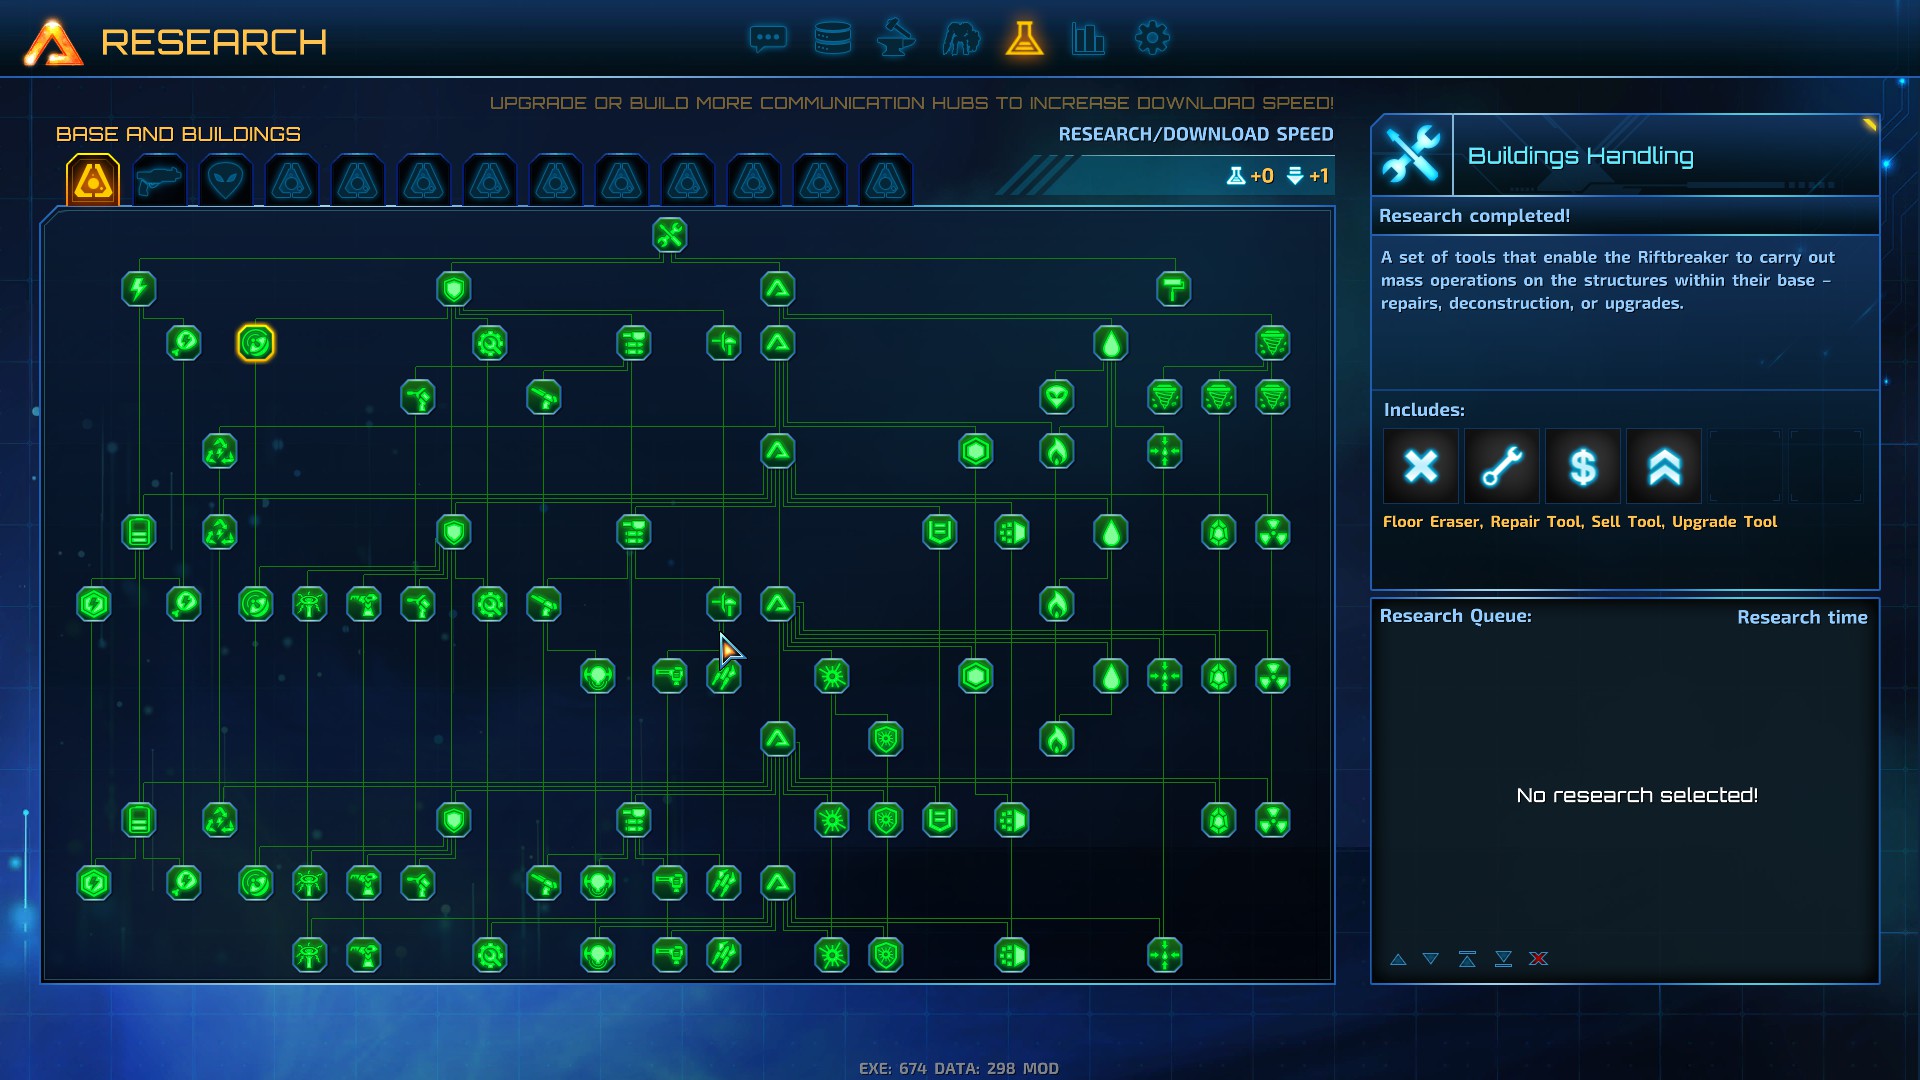 RESEARCH
UPGRADE OR BUILD MORE COMMUNICATION HUBS TO INCREASE DOWNLOAD SPEED!
BASE AND BUILDINGS
RESEARCH/DOWNLOAD SPEED
+0 +1
Buildings Handling
Research completed!
A set of tools that enable the Riftbreaker to carry out
mass operations on the structures within their base –
repairs, deconstruction, or upgrades.
Includes:
Floor Eraser, Repair Tool, Sell Tool, Upgrade Tool
Research Queue: Research time
No research selected!
EXE: 674 DATA: 298 MOD